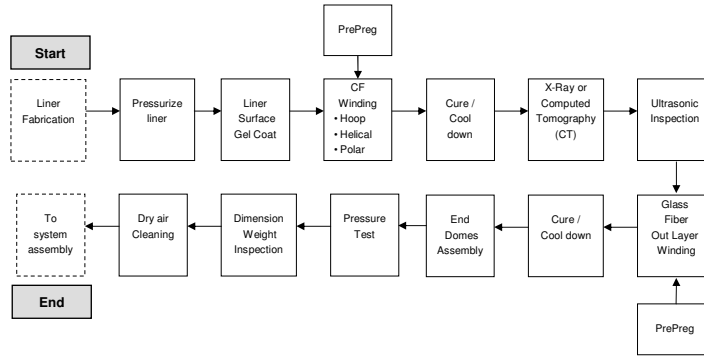 PrePreg
Start
Liner
Fabrication
Pressurize
liner
Liner
Surface
Gel Coat
CF
Winding
• Hoop
• Helical
• Polar
Cure /
Cool
down
X-Ray or
Computed
Tomography
(CT)
Ultrasonic
Inspection
Glass
Fiber
Out Layer
Winding
Cure /
Cool down
End
Domes
Assembly
Pressure
Test
Dimension
Weight
Inspection
Dry air
Cleaning
To
system
assembly
End
PrePreg